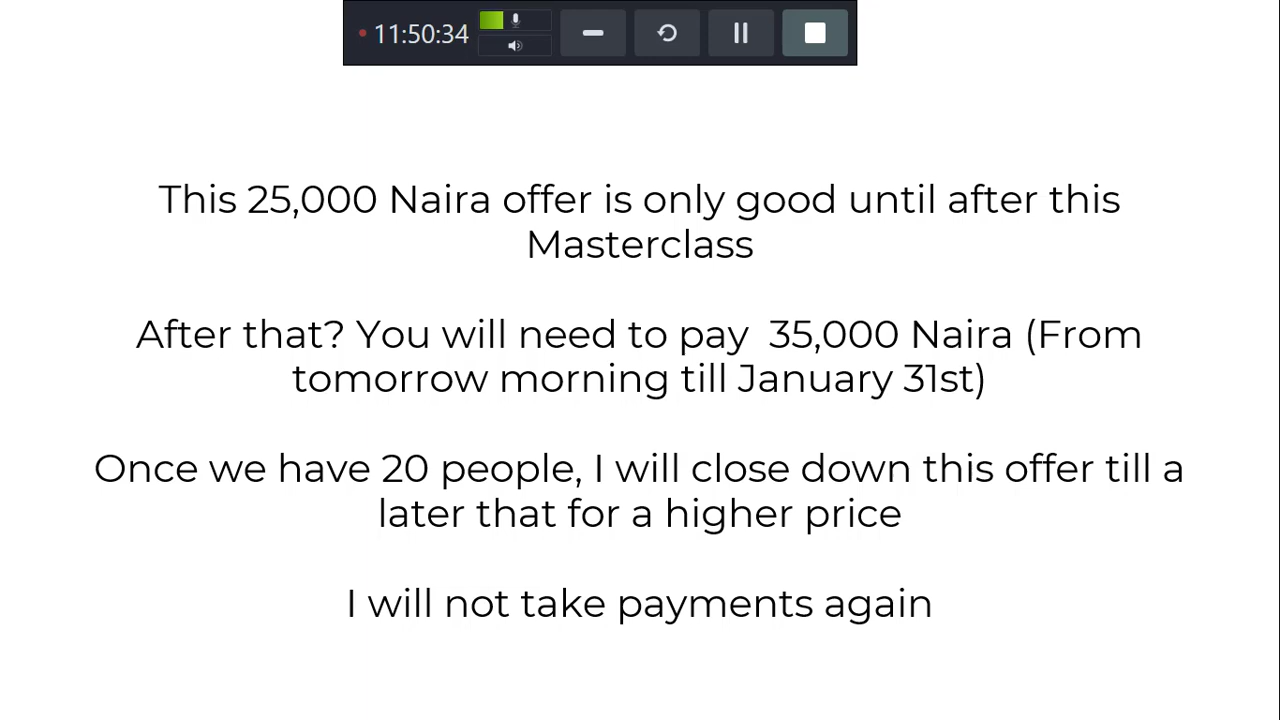 11:50:34
This 25,000 Naira offer is only good until after this
Masterclass
After that? You will need to pay  35,000 Naira (From
tomorrow morning till January 31st)
Once we have 20 people, I will close down this offer till a
later that for a higher price
I will not take payments again